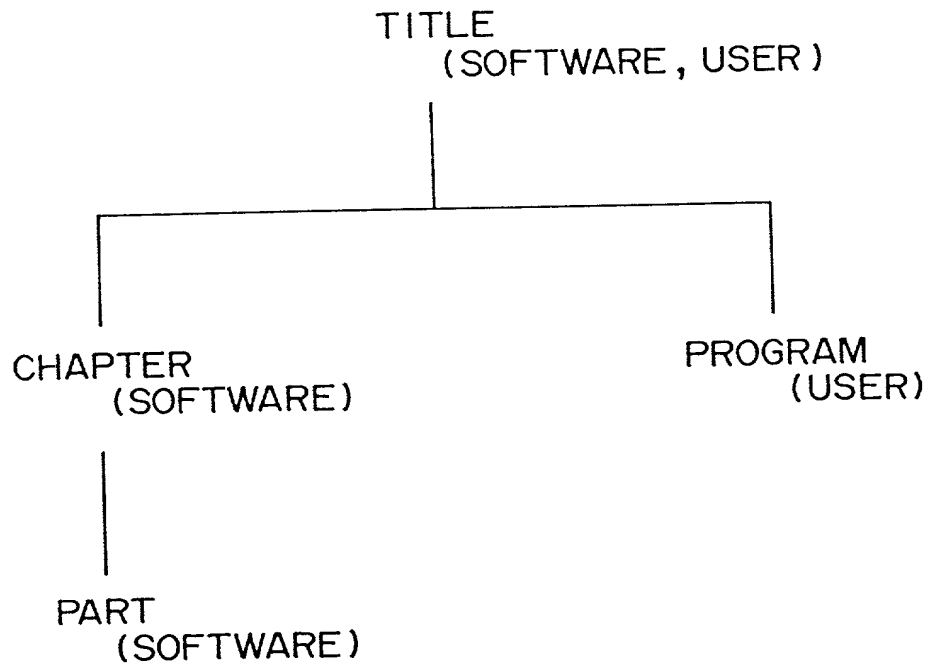 TITLE
(SOFTWARE, USER)
CHAPTER
(SOFTWARE)
PROGRAM
(USER)
PART
(SOFTWARE)